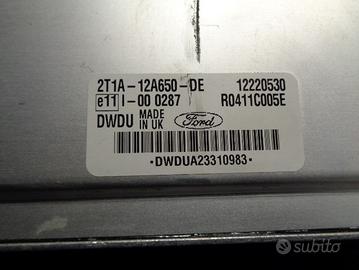 2T1A-12A650-DE 12220530
e11 I-00 0287 R0411C005E
DWDU MADE IN UK Ford
*DWDUA23310983*
subito